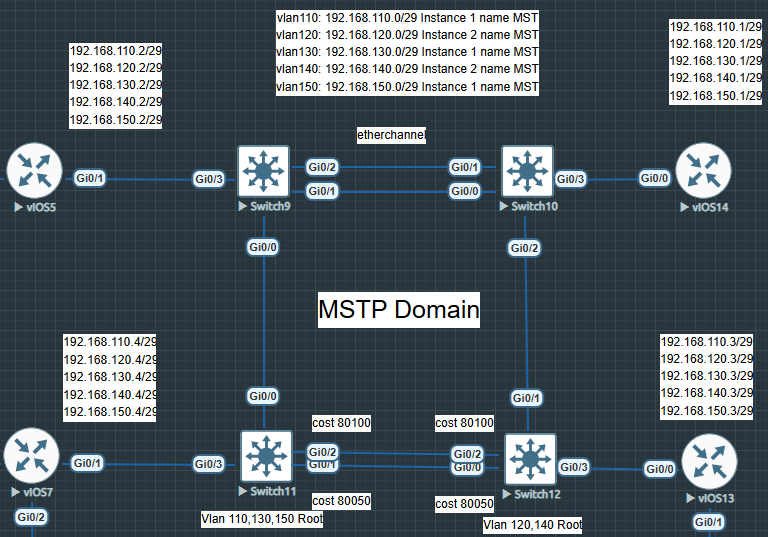 vlan110: 192.168.110.0/29 Instance 1 name MST
vlan120: 192.168.120.0/29 Instance 2 name MST
vlan130: 192.168.130.0/29 Instance 1 name MST
vlan140: 192.168.140.0/29 Instance 2 name MST
vlan150: 192.168.150.0/29 Instance 1 name MST
192.168.110.2/29
192.168.120.2/29
192.168.130.2/29
192.168.140.2/29
192.168.150.2/29
192.168.110.1/29
192.168.120.1/29
192.168.130.1/29
192.168.140.1/29
192.168.150.1/29
etherchannel
Gi0/1
Gi0/3
Gi0/2
Gi0/1
Gi0/1
Gi0/0
Gi0/3
Gi0/0
vIOS5
Switch9
Switch10
vIOS14
Gi0/0
Gi0/2
MSTP Domain
192.168.110.4/29
192.168.120.4/29
192.168.130.4/29
192.168.140.4/29
192.168.150.4/29
192.168.110.3/29
192.168.120.3/29
192.168.130.3/29
192.168.140.3/29
192.168.150.3/29
Gi0/0
Gi0/1
cost 80100
cost 80100
Gi0/1
Gi0/3
Gi0/2
Gi0/1
Gi0/2
Gi0/0
Gi0/3
Gi0/0
vIOS7
Switch11
Switch12
vIOS13
cost 80050
cost 80050
Gi0/2
Vlan 110,130,150 Root
Vlan 120,140 Root
Gi0/1